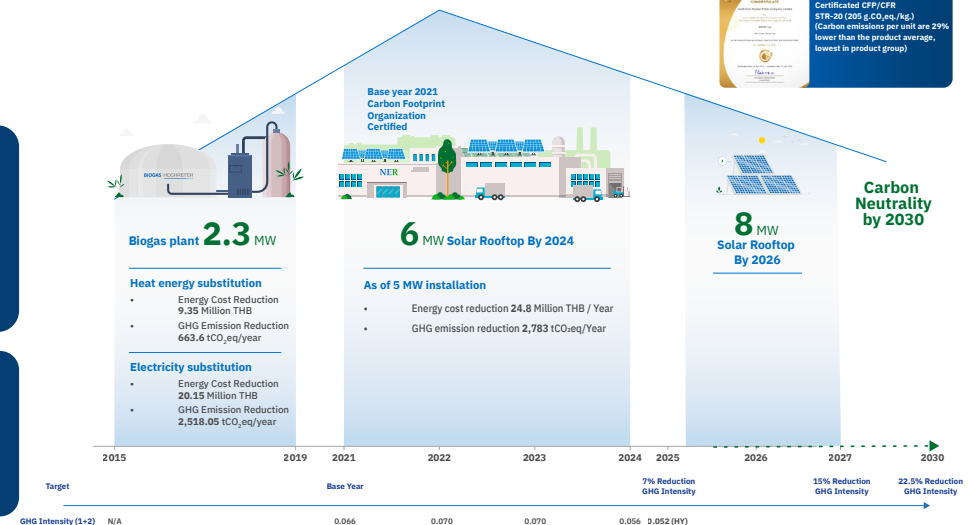 Certificated CFP/CFR
STR-20 (205 g.CO₂eq./kg.)
(Carbon emissions per unit are 29%
lower than the product average,
lowest in product group)
Base year 2021
Carbon Footprint
Organization
Certified
BIOGAS HOCHREITER
NER
Carbon
Neutrality
by 2030
Biogas plant 2.3 MW
6 MW Solar Rooftop By 2024
8 MW
Solar Rooftop
By 2026
Heat energy substitution
• Energy Cost Reduction
9.35 Million THB
• GHG Emission Reduction
663.6 tCO₂eq/year
Electricity substitution
• Energy Cost Reduction
20.15 Million THB
• GHG Emission Reduction
2,518.05 tCO₂eq/year
As of 5 MW installation
• Energy cost reduction 24.8 Million THB / Year
• GHG emission reduction 2,783 tCO₂eq/Year
2015 2019 2021 2022 2023 2024 2025 2026 2027 2030
Target Base Year 7% Reduction 15% Reduction 22.5% Reduction
GHG Intensity GHG Intensity GHG Intensity
GHG Intensity (1+2) N/A 0.066 0.070 0.070 0.056 0.052 (HY)